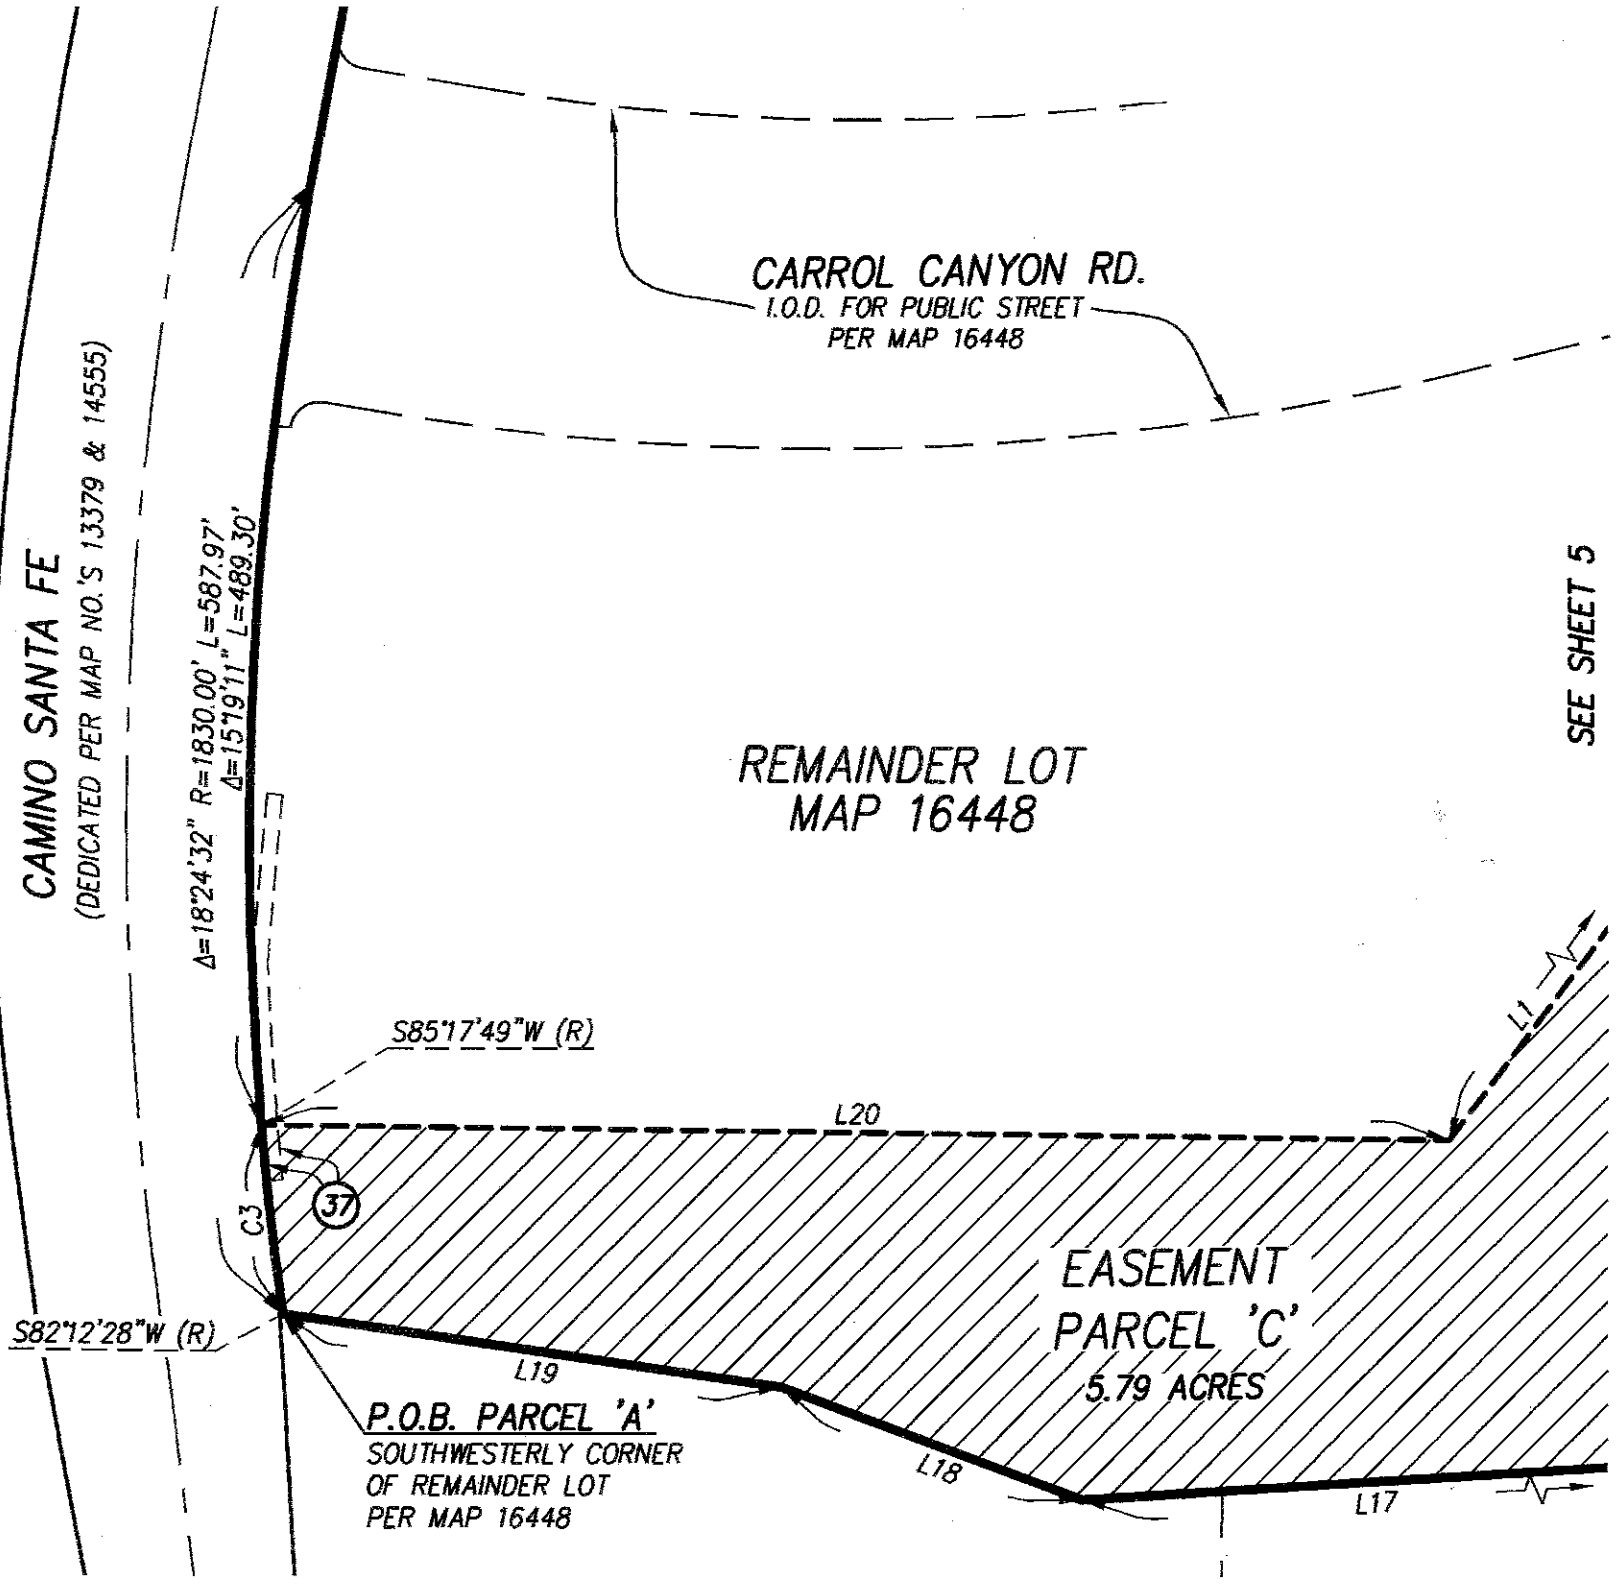 CARROL CANYON RD.
I.O.D. FOR PUBLIC STREET
PER MAP 16448
CAMINO SANTA FE
(DEDICATED PER MAP NO.'S 13379 & 14555)
Δ=18°24'32" R=1830.00' L=587.97'
Δ=15°19'11" L=489.30'
SEE SHEET 5
REMAINDER LOT
MAP 16448
S85°17'49"W (R)
L1
L20
37
C3
EASEMENT
PARCEL 'C'
5.79 ACRES
S82°12'28"W (R)
L19
P.O.B. PARCEL 'A'
SOUTHWESTERLY CORNER
OF REMAINDER LOT
PER MAP 16448
L18
L17